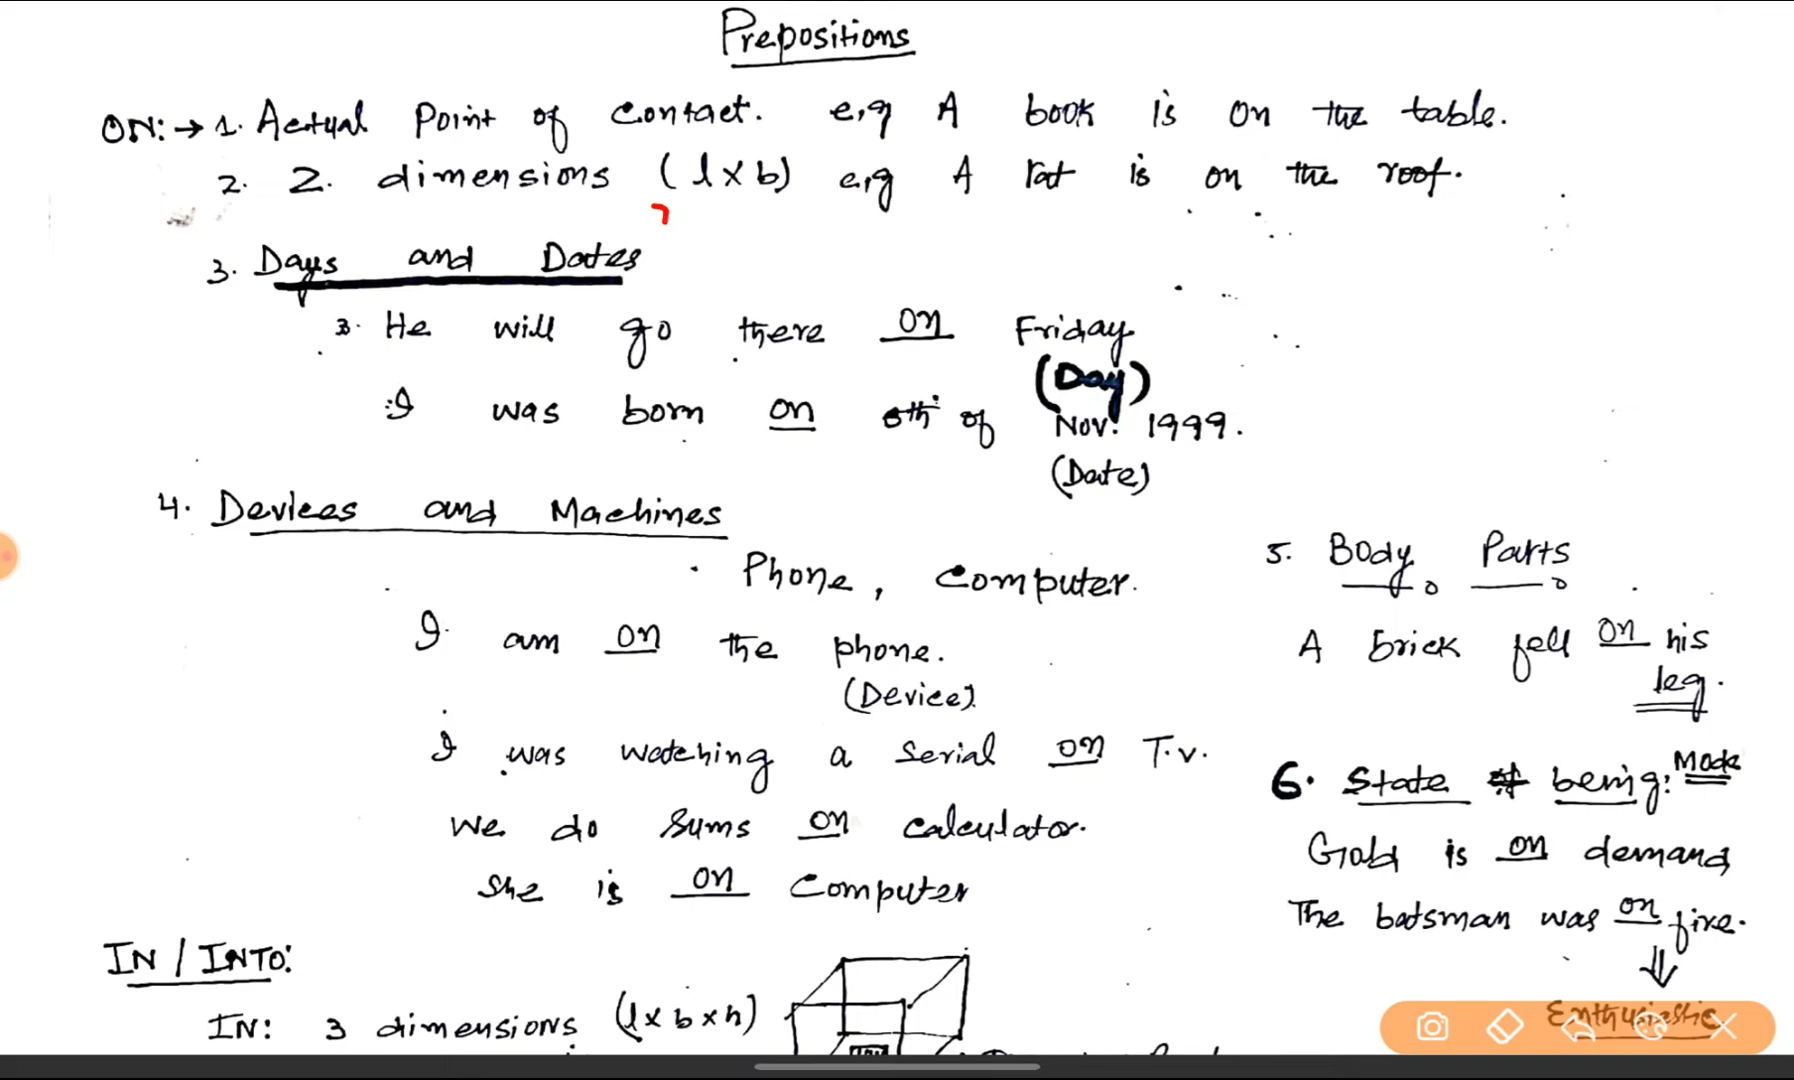 Prepositions
ON: → 1. Actual Point of Contact. e.g A book is on the table.
2. 2. dimensions (l x b) e.g A rat is on the roof.
3. Days and Dates
3. He will go there on Friday
(Day)
I was born on 6th of Nov. 1999.
(Date)
4. Devices and Machines
Phone, Computer.
I am on the phone.
(Device)
I was watching a serial on T.v.
We do sums on calculator.
She is on Computer
5. Body Parts
A brick fell on his
leg.
6. State of being: Mode
Gold is on demand
The batsman was on fire.
Enthusiastic
IN / INTO:
IN: 3 dimensions (l x b x h)